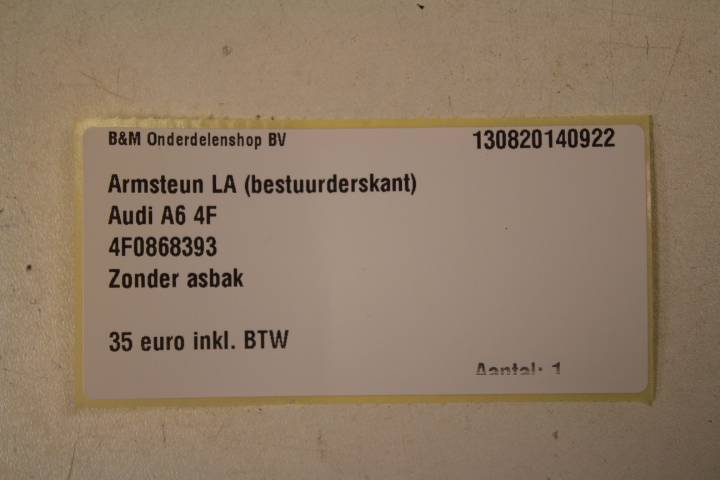 B&M Onderdelenshop BV 130820140922
Armsteun LA (bestuurderskant)
Audi A6 4F
4F0868393
Zonder asbak
35 euro inkl. BTW
Aantal: 1